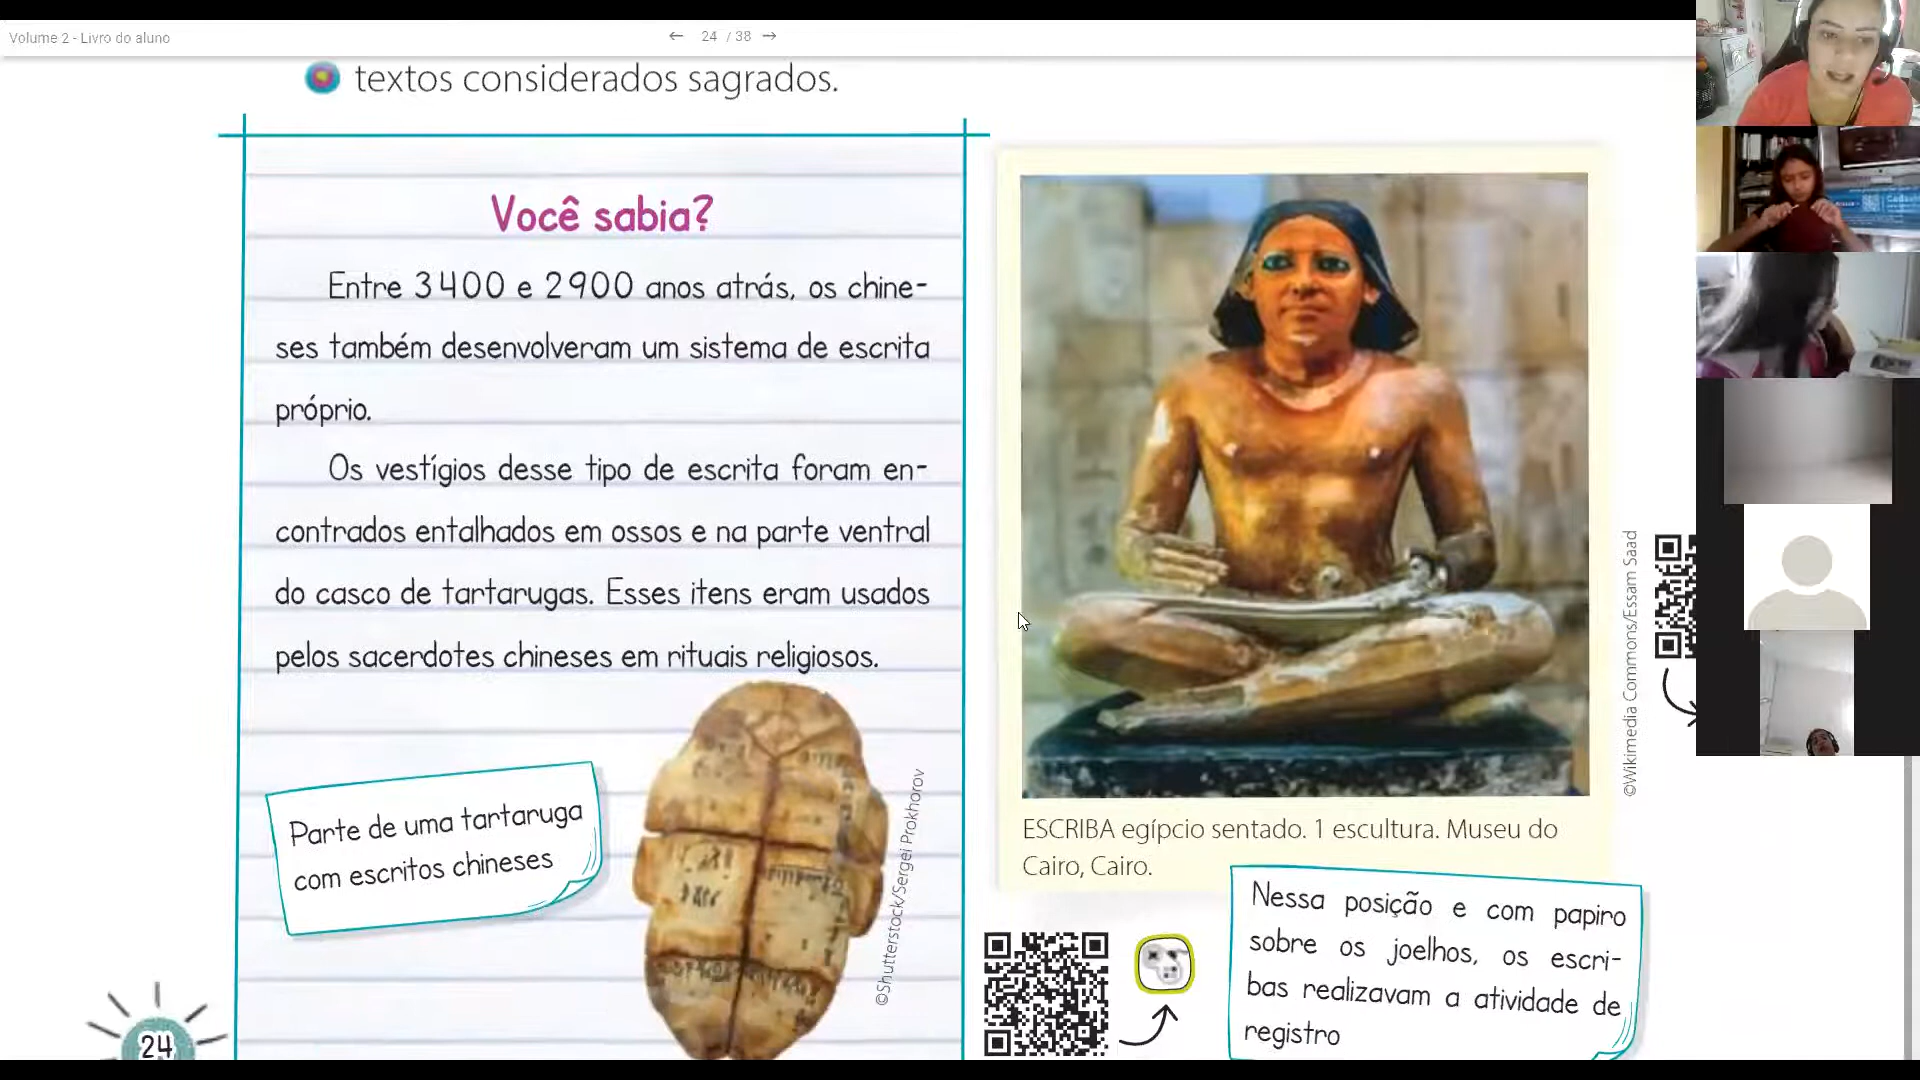 Volume 2 - Livro do aluno
← 24 / 38 →
textos considerados sagrados.
Você sabia?
Entre 3400 e 2900 anos atrás, os chine-
ses também desenvolveram um sistema de escrita
próprio.
Os vestígios desse tipo de escrita foram en-
contrados entalhados em ossos e na parte ventral
do casco de tartarugas. Esses itens eram usados
pelos sacerdotes chineses em rituais religiosos.
Parte de uma tartaruga
com escritos chineses
©Shutterstock/Sergei Prokhorov
24
©Wikimedia Commons/Essam Saad
ESCRIBA egípcio sentado. 1 escultura. Museu do
Cairo, Cairo.
Nessa posição e com papiro
sobre os joelhos, os escri-
bas realizavam a atividade de
registro